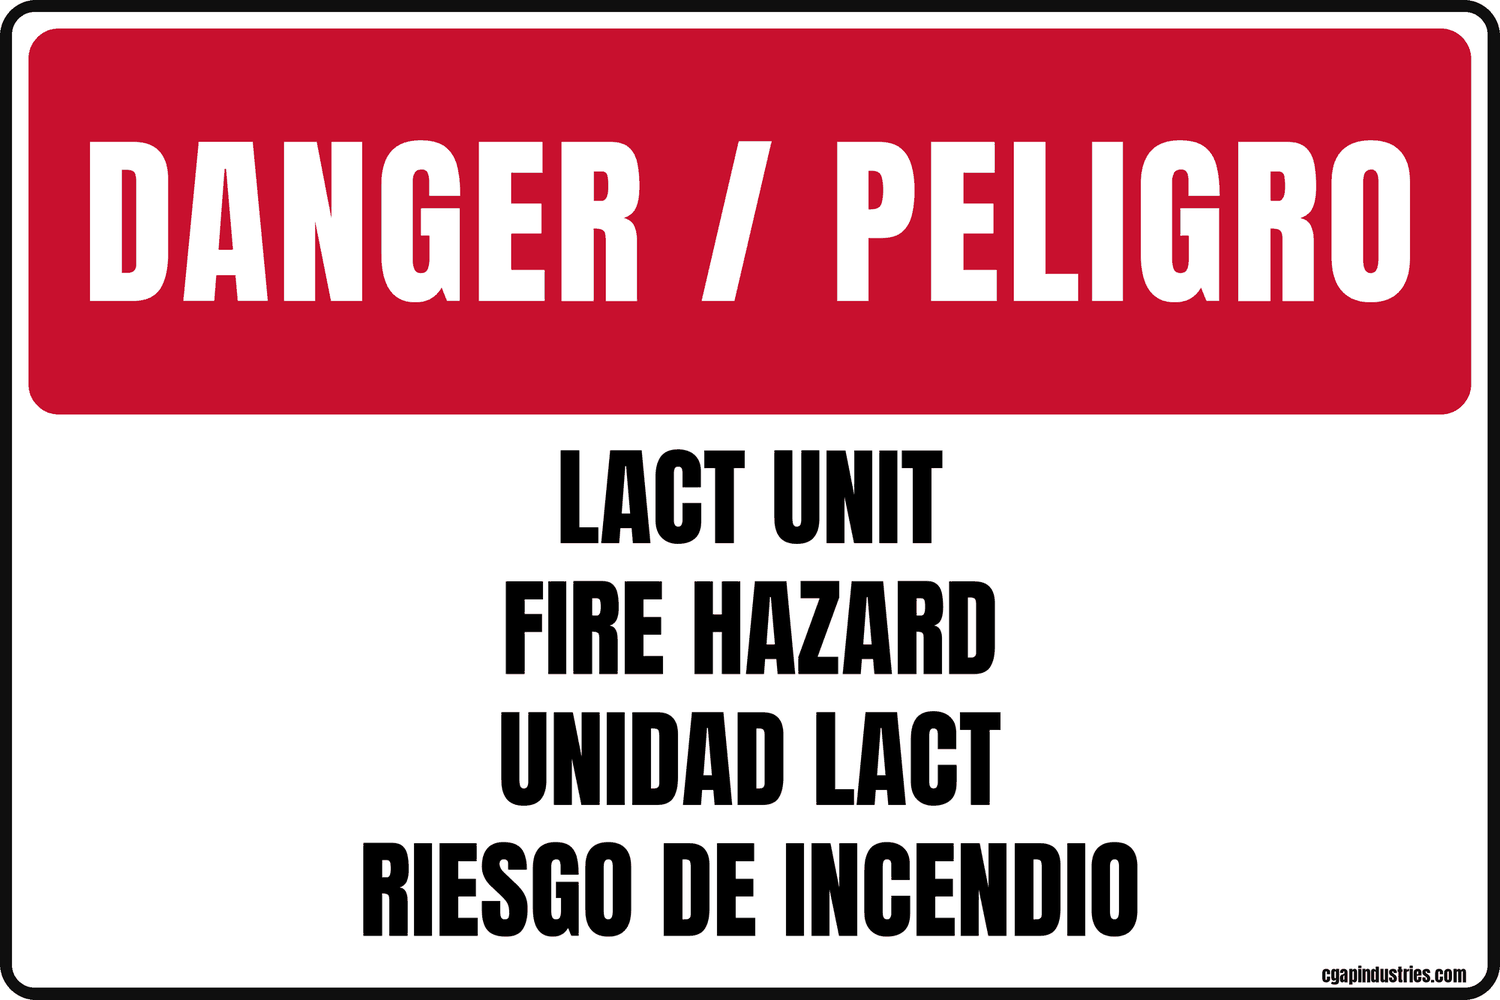 DANGER / PELIGRO
LACT UNIT
FIRE HAZARD
UNIDAD LACT
RIESGO DE INCENDIO
cgapindustries.com